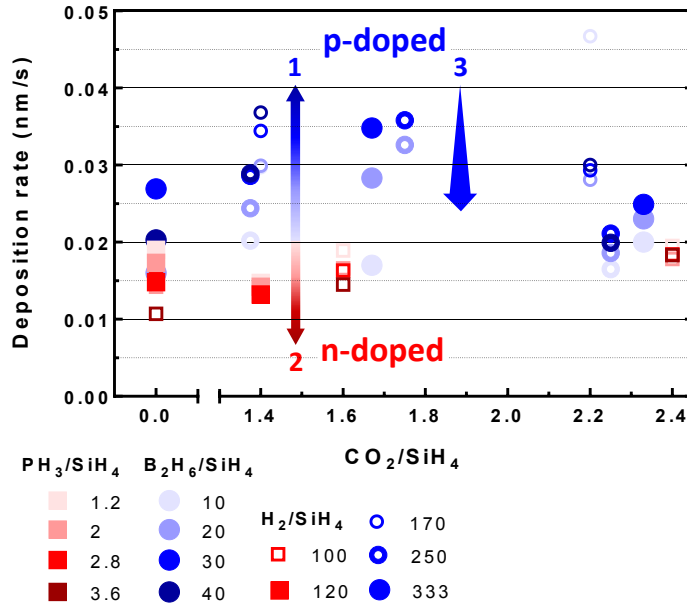 0.05
0.04
0.03
0.02
0.01
0.00
Deposition rate (nm/s)
p-doped
1
3
2
n-doped
0.0 1.4 1.6 1.8 2.0 2.2 2.4
CO₂/SiH₄
PH₃/SiH₄ B₂H₆/SiH₄
1.2 10
2 20
2.8 30
3.6 40
H₂/SiH₄
100
120
170
250
333